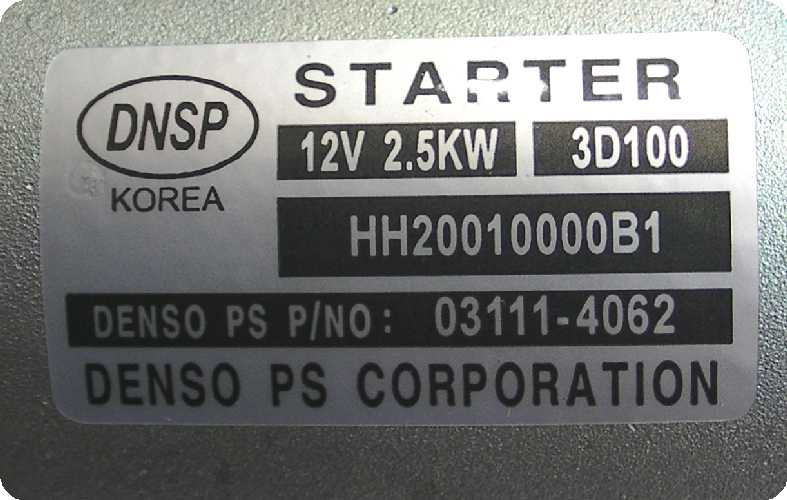 STARTER
DNSP
KOREA
12V 2.5KW
3D100
HH20010000B1
DENSO PS P/NO: 03111-4062
DENSO PS CORPORATION